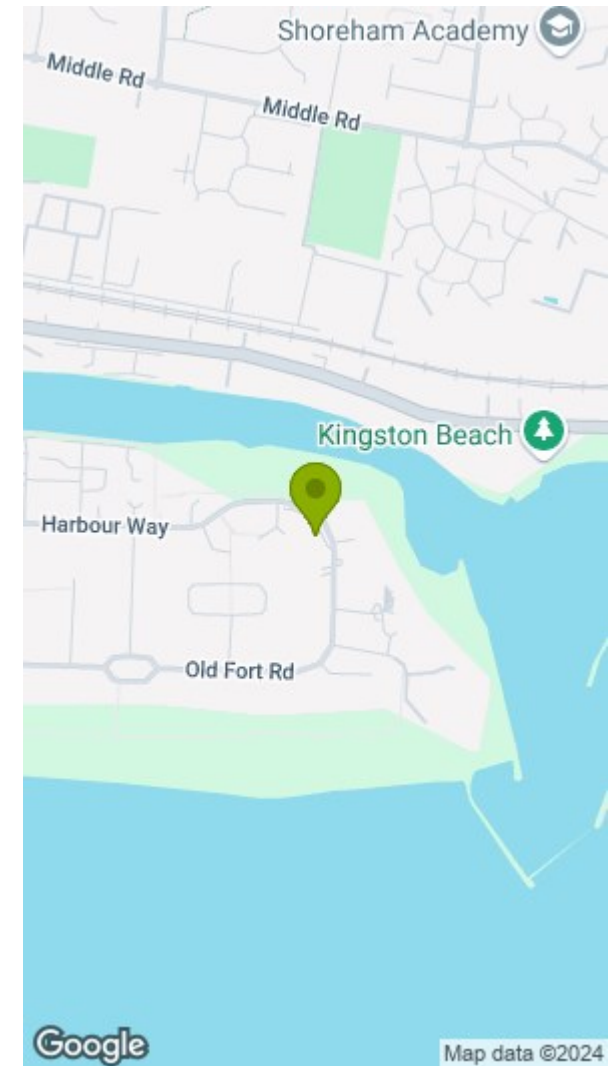 Shoreham Academy
Middle Rd
Middle Rd
Kingston Beach
Harbour Way
Old Fort Rd
Google
Map data ©2024